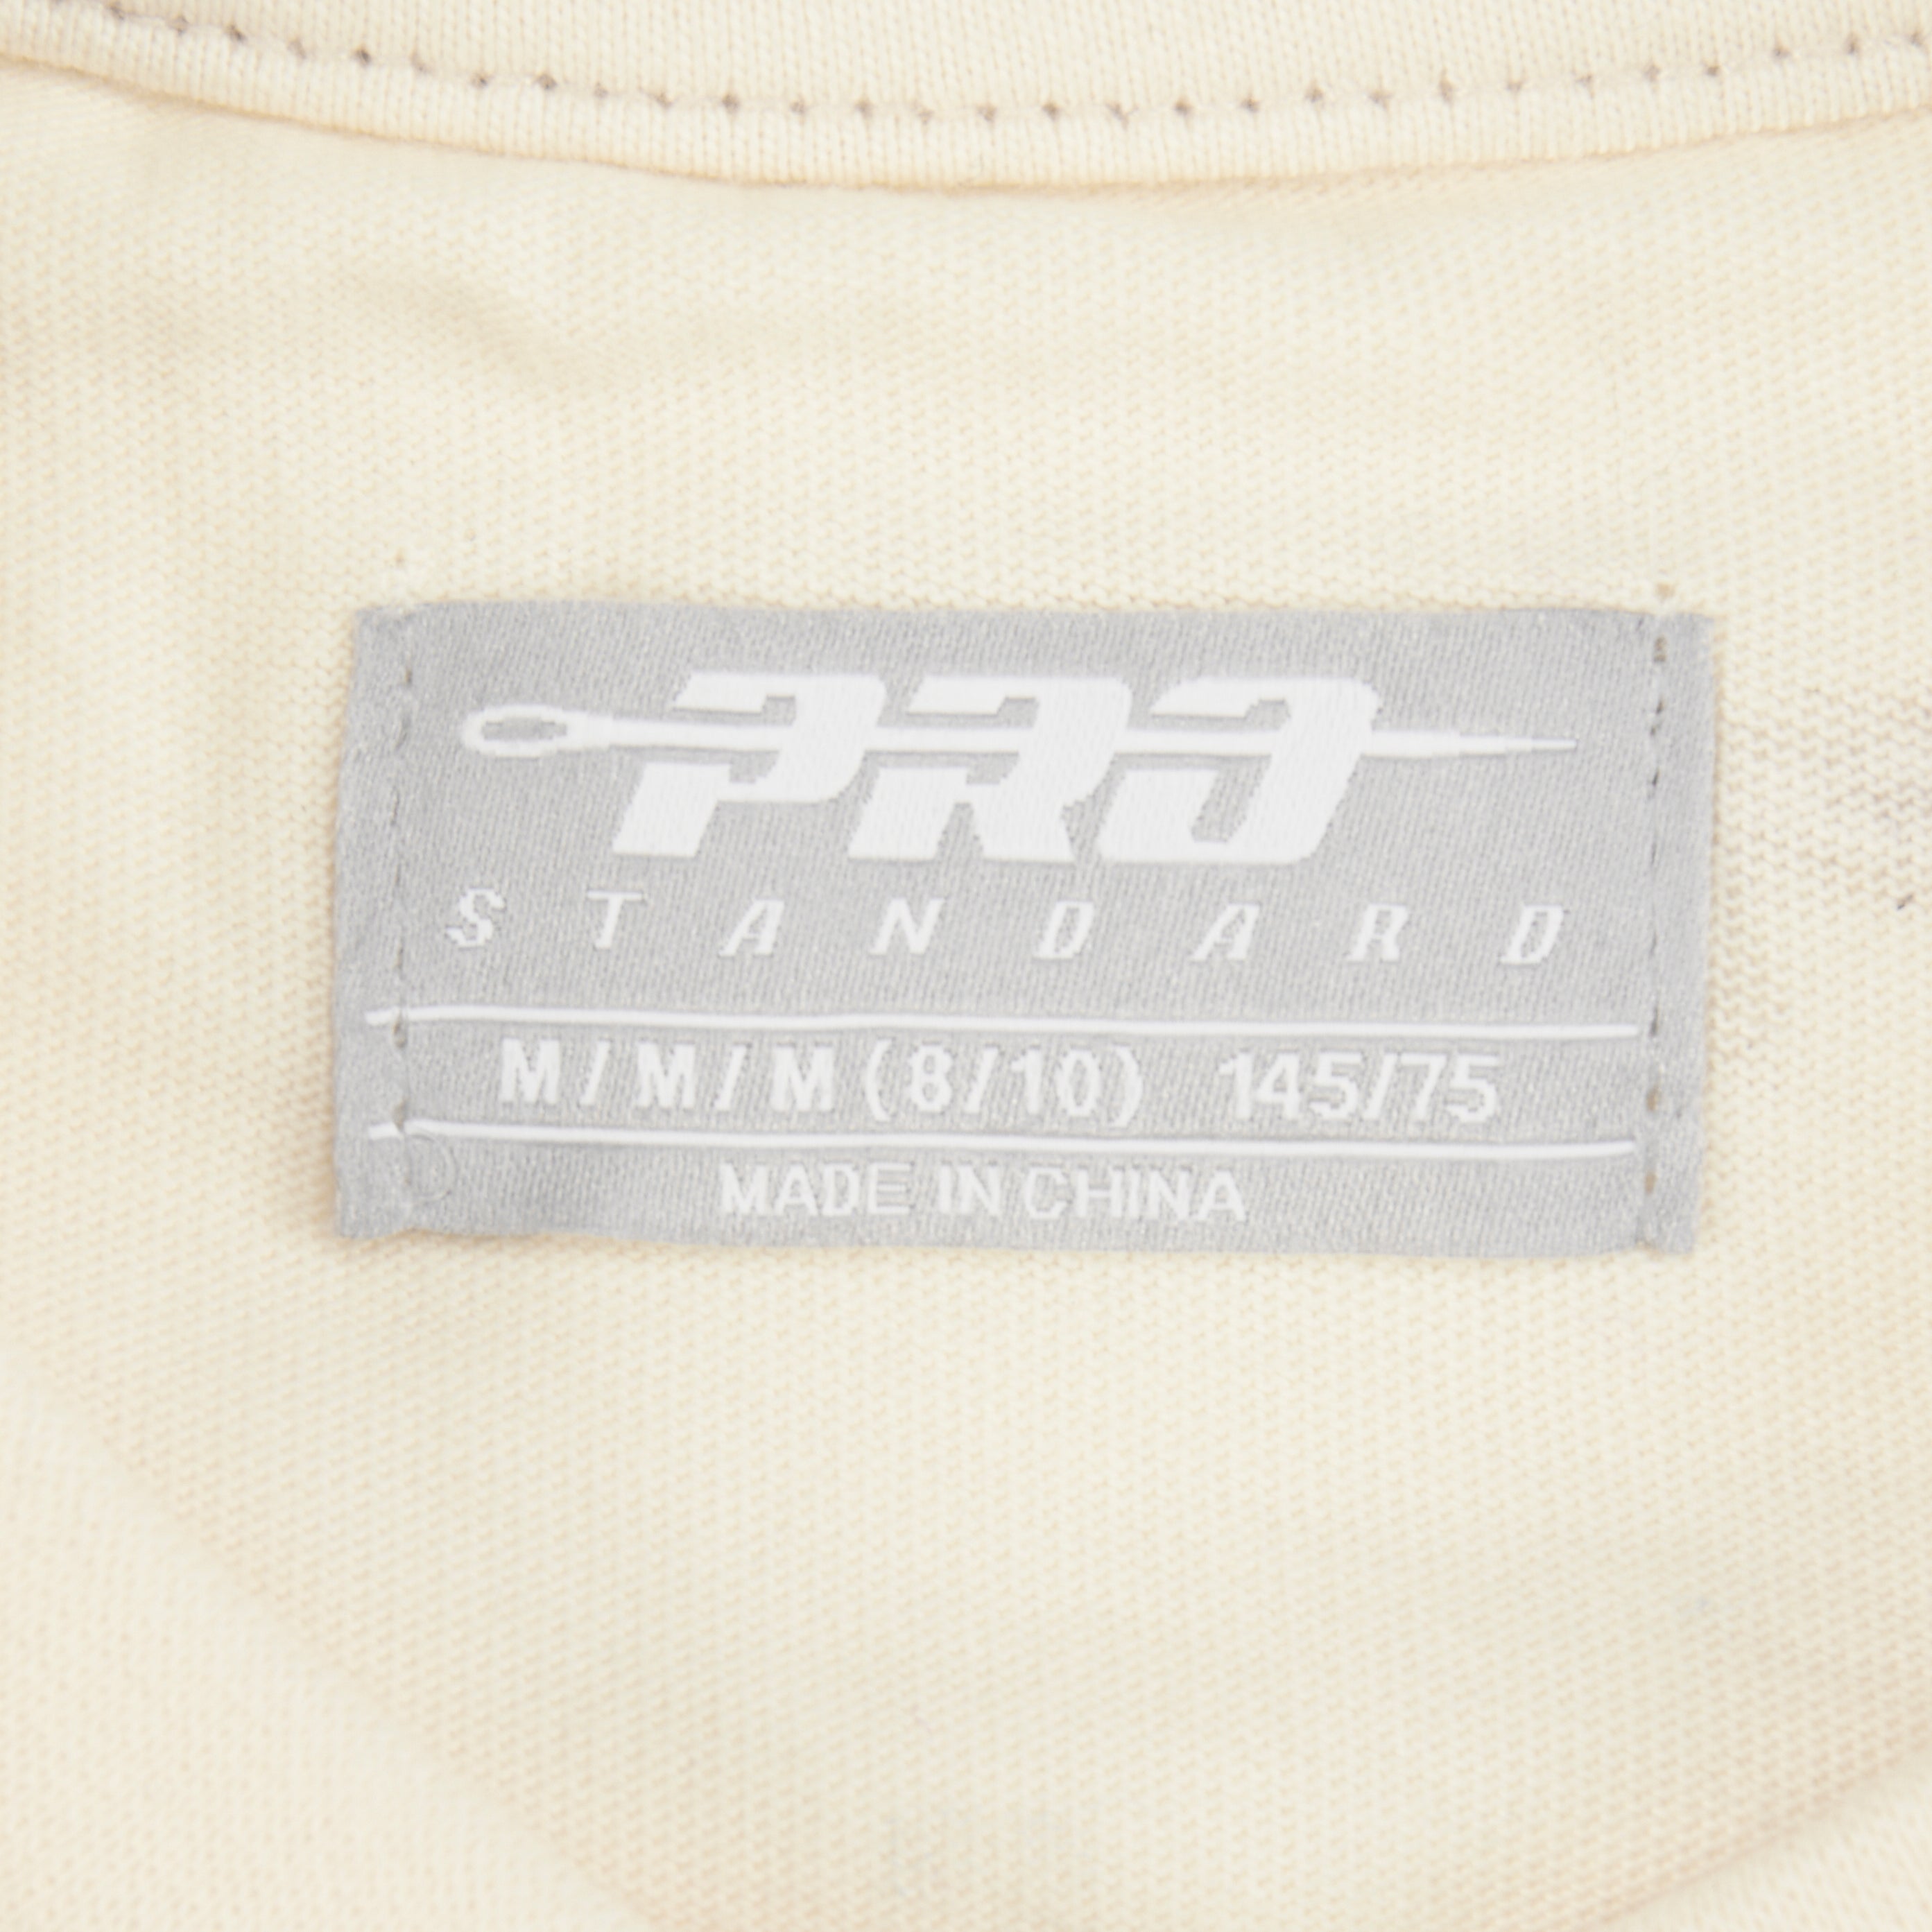 PRO
STANDARD
M/M/M(8/10) 145/75
MADE IN CHINA